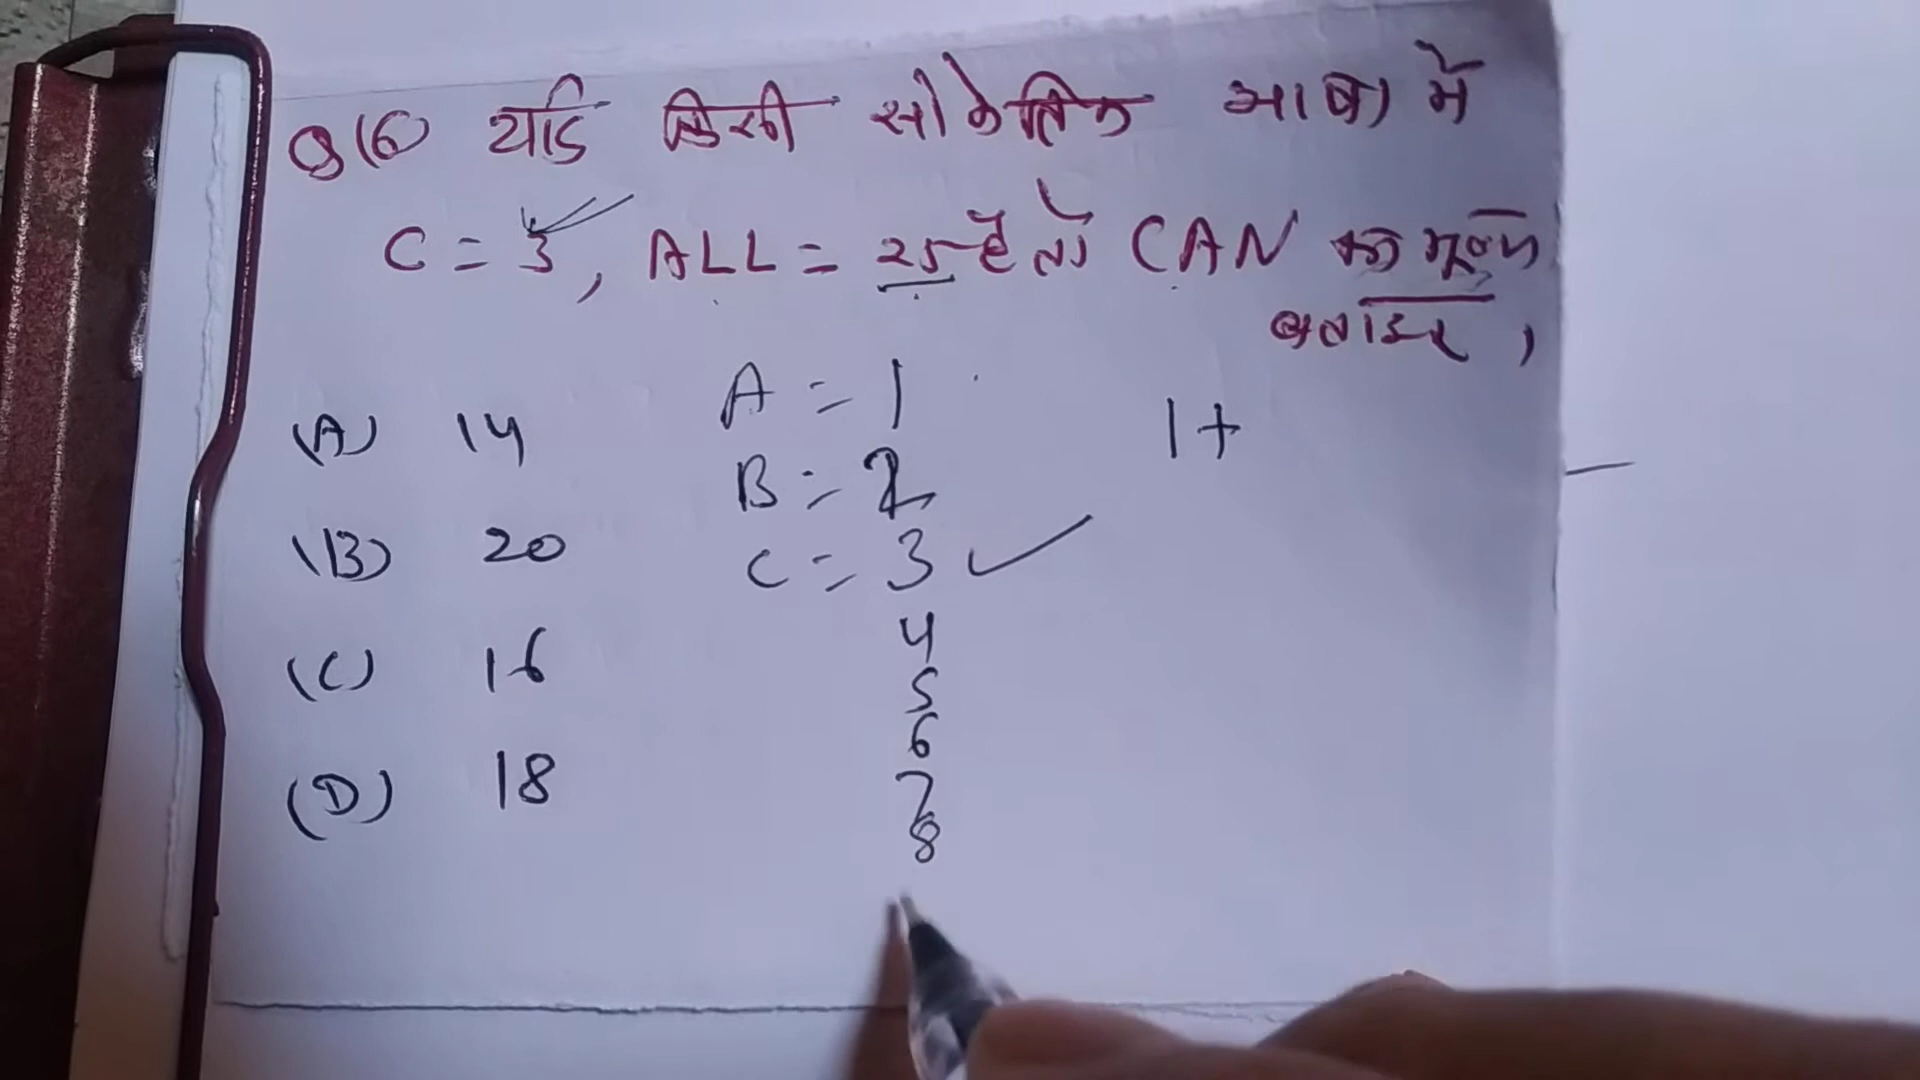 Q(6) यदि किसी सांकेतिक भाषा में
C = 3, ALL = 25 है तो CAN का मूल्य
बताइए,
(A) 14
(B) 20
(C) 16
(D) 18
A = 1
B = 2
C = 3 ✓
4
5
6
7
8
1+